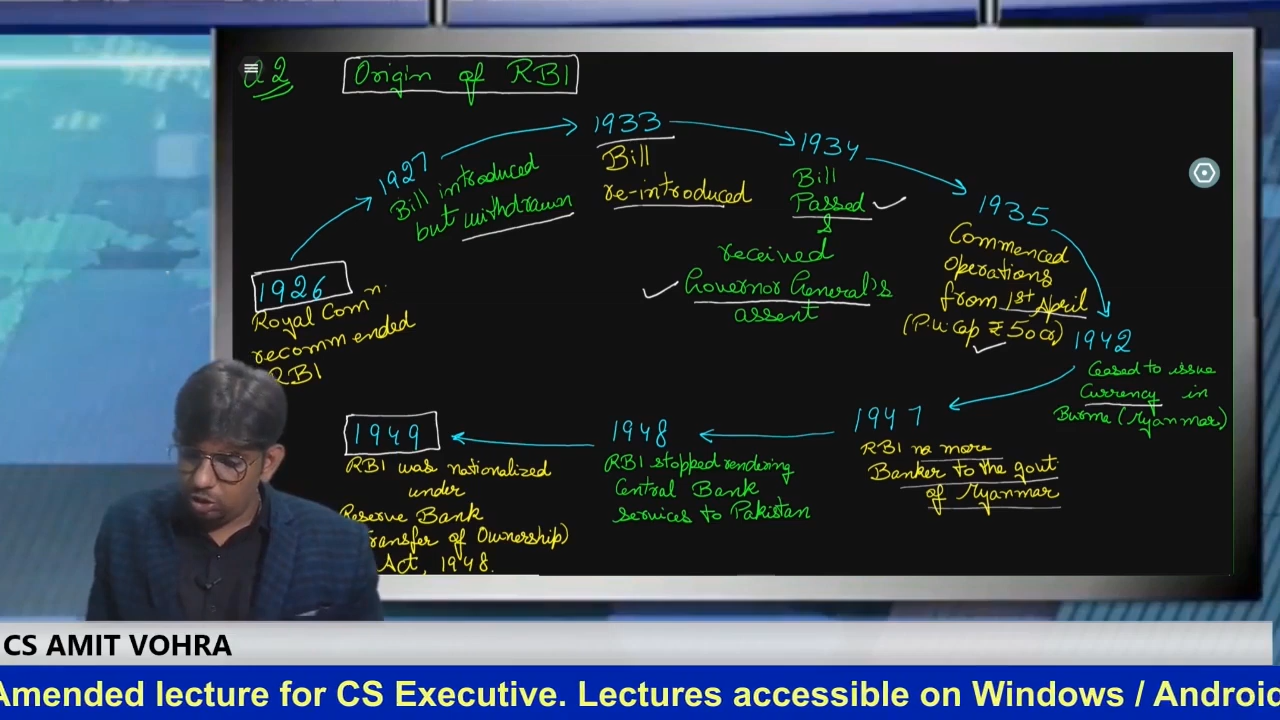 Q 2
Origin of RBI
1926
Royal Comn.
recommended
RBI
1927
Bill introduced
but withdrawn
1933
Bill
re-introduced
1934
Bill
Passed
&
received
Governor General's
assent
1935
Commenced
Operations
from 1st April
(P.u. Cap ₹ 50 Cr)
1942
Ceased to issue
Currency in
Burma (Myanmar)
1947
RBI no more
Banker to the govt
of Myanmar
1948
RBI stopped rendering
Central Bank
services to Pakistan
1949
RBI was nationalized
under
Reserve Bank
ransfer of Ownership)
Act, 1948.
CS AMIT VOHRA
Amended lecture for CS Executive. Lectures accessible on Windows / Android